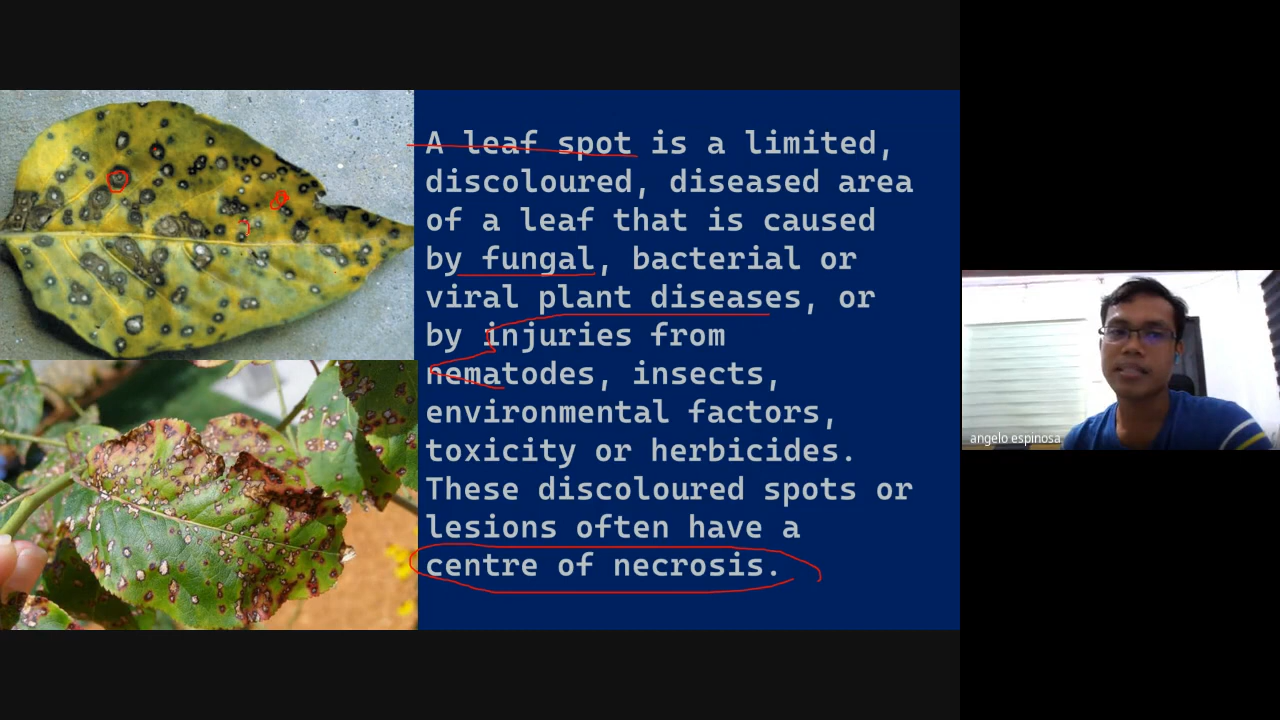 A leaf spot is a limited,
discoloured, diseased area
of a leaf that is caused
by fungal, bacterial or
viral plant diseases, or
by injuries from
nematodes, insects,
environmental factors,
toxicity or herbicides.
These discoloured spots or
lesions often have a
centre of necrosis.
angelo espinosa